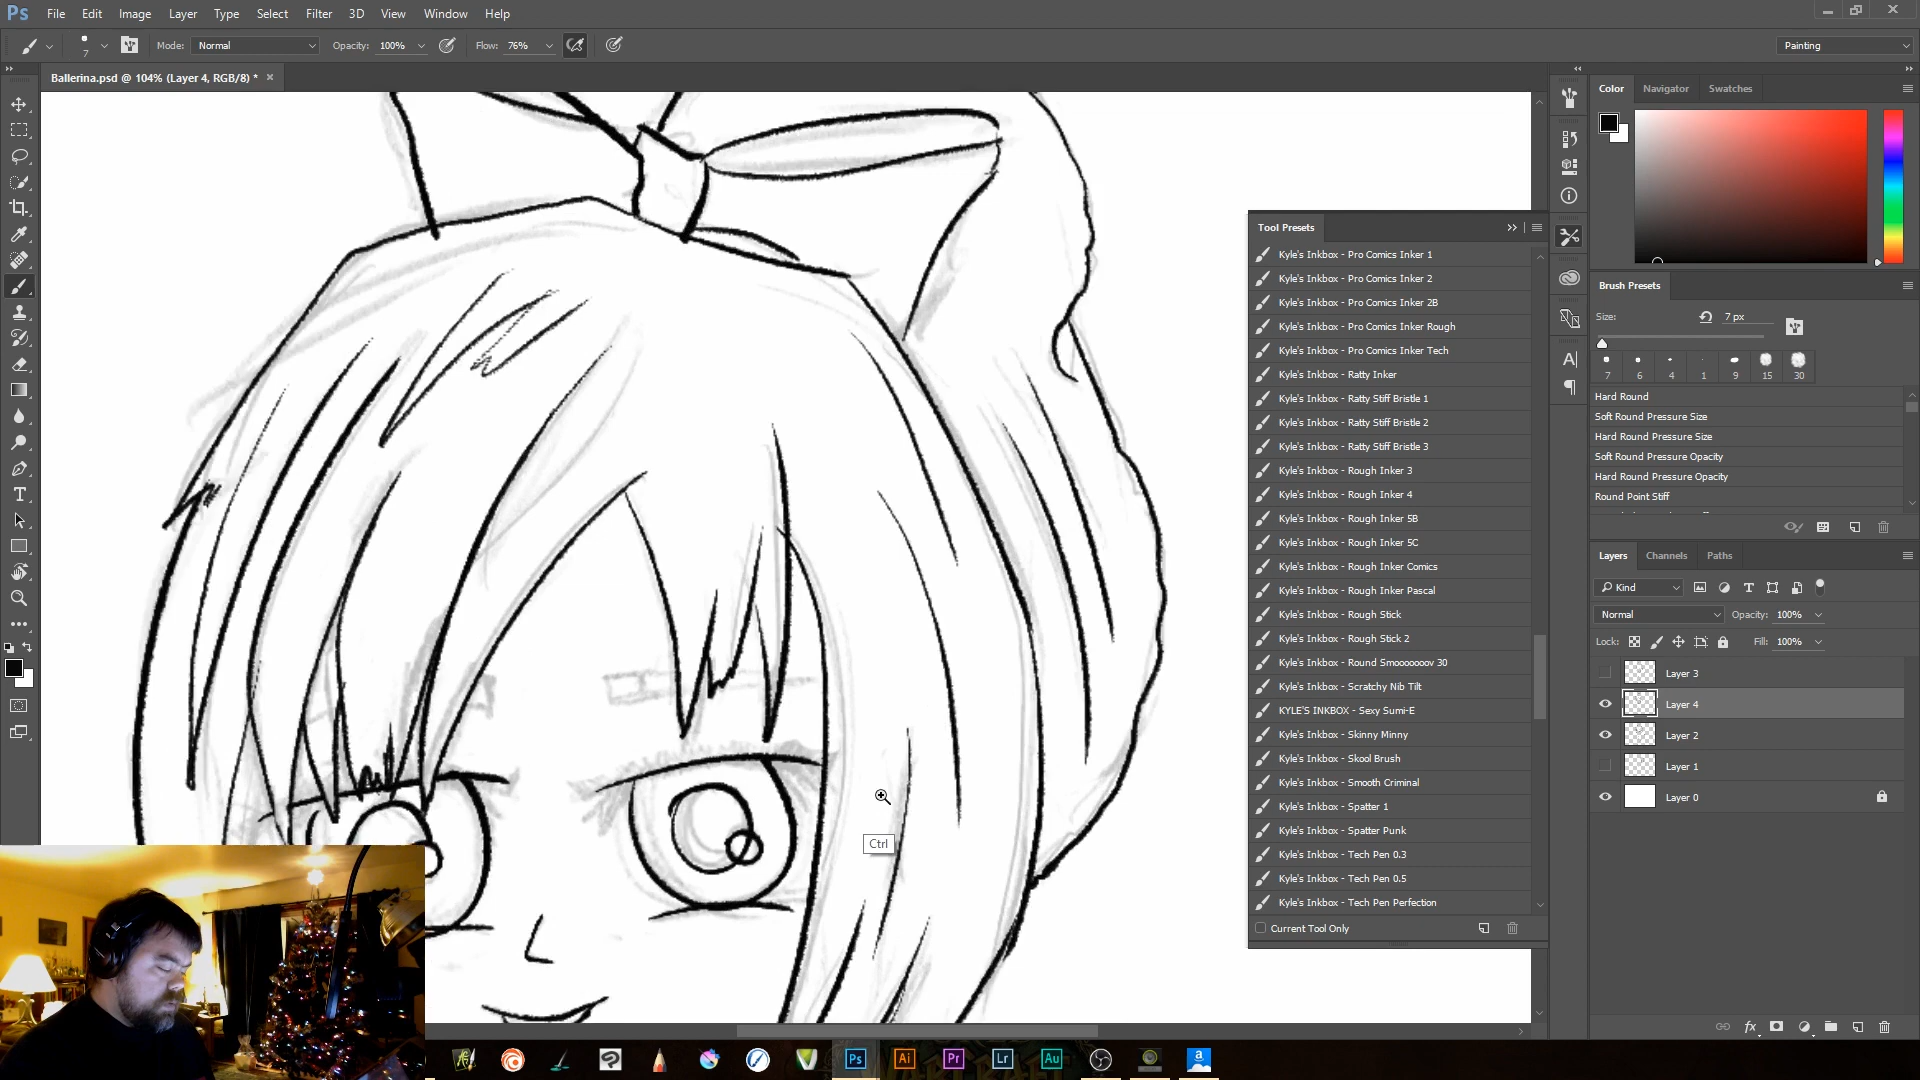 Ps File Edit Image Layer Type Select Filter 3D View Window Help
7 Mode: Normal Opacity: 100% Flow: 76% Painting
Ballerina.psd @ 104% (Layer 4, RGB/8) * ×
Tool Presets
Kyle's Inkbox - Pro Comics Inker 1
Kyle's Inkbox - Pro Comics Inker 2
Kyle's Inkbox - Pro Comics Inker 2B
Kyle's Inkbox - Pro Comics Inker Rough
Kyle's Inkbox - Pro Comics Inker Tech
Kyle's Inkbox - Ratty Inker
Kyle's Inkbox - Ratty Stiff Bristle 1
Kyle's Inkbox - Ratty Stiff Bristle 2
Kyle's Inkbox - Ratty Stiff Bristle 3
Kyle's Inkbox - Rough Inker 3
Kyle's Inkbox - Rough Inker 4
Kyle's Inkbox - Rough Inker 5B
Kyle's Inkbox - Rough Inker 5C
Kyle's Inkbox - Rough Inker Comics
Kyle's Inkbox - Rough Inker Pascal
Kyle's Inkbox - Rough Stick
Kyle's Inkbox - Rough Stick 2
Kyle's Inkbox - Round Smooooooov 30
Kyle's Inkbox - Scratchy Nib Tilt
KYLE'S INKBOX - Sexy Sumi-E
Kyle's Inkbox - Skinny Minny
Kyle's Inkbox - Skool Brush
Kyle's Inkbox - Smooth Criminal
Kyle's Inkbox - Spatter 1
Kyle's Inkbox - Spatter Punk
Kyle's Inkbox - Tech Pen 0.3
Kyle's Inkbox - Tech Pen 0.5
Kyle's Inkbox - Tech Pen Perfection
Current Tool Only
Ctrl
Color Navigator Swatches
Brush Presets
Size: 7 px
7 6 4 1 9 15 30
Hard Round
Soft Round Pressure Size
Hard Round Pressure Size
Soft Round Pressure Opacity
Hard Round Pressure Opacity
Round Point Stiff
Layers Channels Paths
Kind
Normal Opacity: 100%
Lock: Fill: 100%
Layer 3
Layer 4
Layer 2
Layer 1
Layer 0
fx
Ps Ai Pr Lr Au a